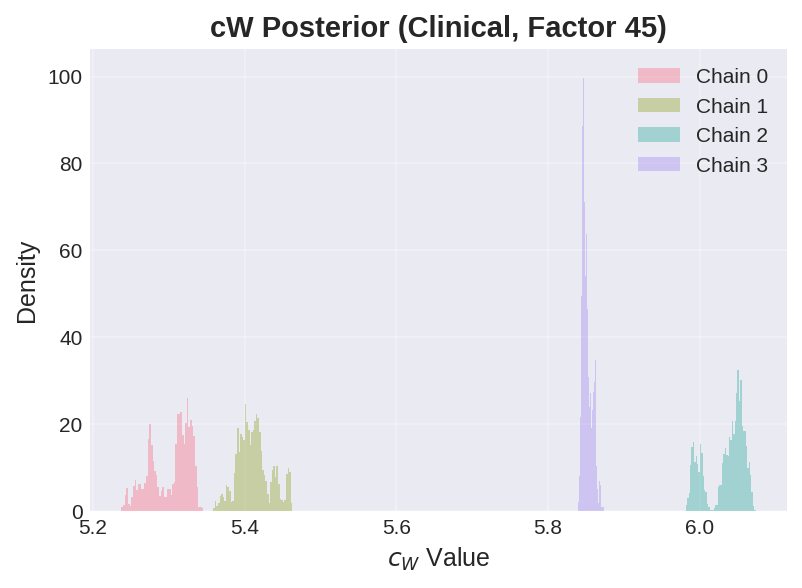 cW Posterior (Clinical, Factor 45)
Density
100
80
60
40
20
0
5.2
5.4
5.6
5.8
6.0
c_W Value
Chain 0
Chain 1
Chain 2
Chain 3